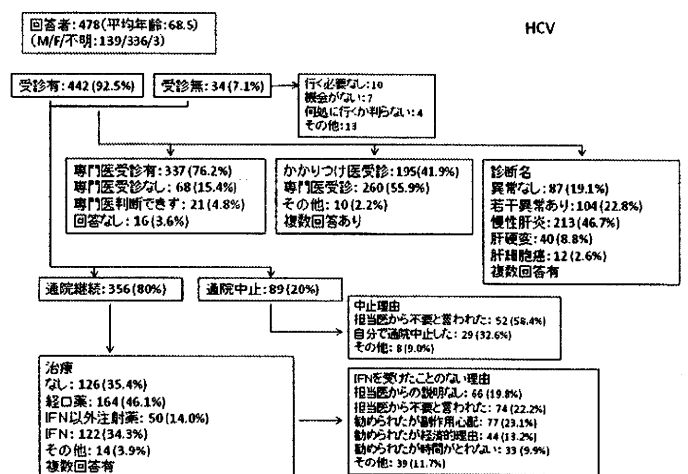 回答者:478(平均年齢:68.5)
(M/F/不明:139/336/3)
HCV
受診有:442(92.5%)
受診無:34(7.1%)
行く必要なし:10
機会がない:7
何処に行くか判らない:4
その他:13
専門医受診有:337(76.2%)
専門医受診なし:68(15.4%)
専門医判断できず:21(4.8%)
回答なし:16(3.6%)
かかりつけ医受診:195(41.9%)
専門医受診:260(55.9%)
その他:10(2.2%)
複数回答あり
診断名
異常なし:87(19.1%)
若干異常あり:104(22.8%)
慢性肝炎:213(46.7%)
肝硬変:40(8.8%)
肝細胞癌:12(2.6%)
複数回答有
通院継続:356(80%)
通院中止:89(20%)
中止理由
担当医から不要と言われた:52(58.4%)
自分で通院中止した:29(32.6%)
その他:8(9.0%)
治療
なし:126(35.4%)
経口薬:164(46.1%)
IFN以外注射薬:50(14.0%)
IFN:122(34.3%)
その他:14(3.9%)
複数回答有
IFNを受けたことのない理由
担当医からの説明なし:66(19.8%)
担当医から不要と言われた:74(22.2%)
勧められたが副作用心配:77(23.1%)
勧められたが経済的理由:44(13.2%)
勧められたが時間がとれない:33(9.9%)
その他:39(11.7%)